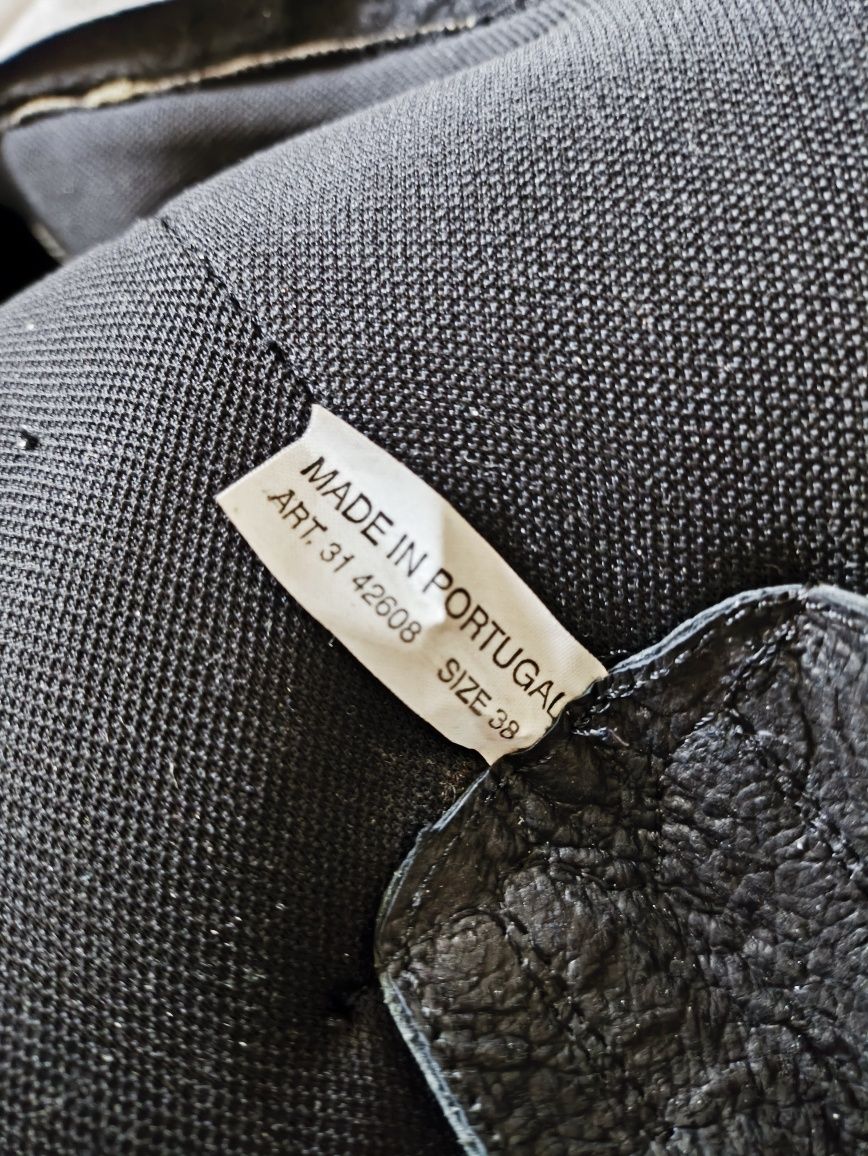 MADE IN PORTUGAL
ART. 31 42608
SIZE 38